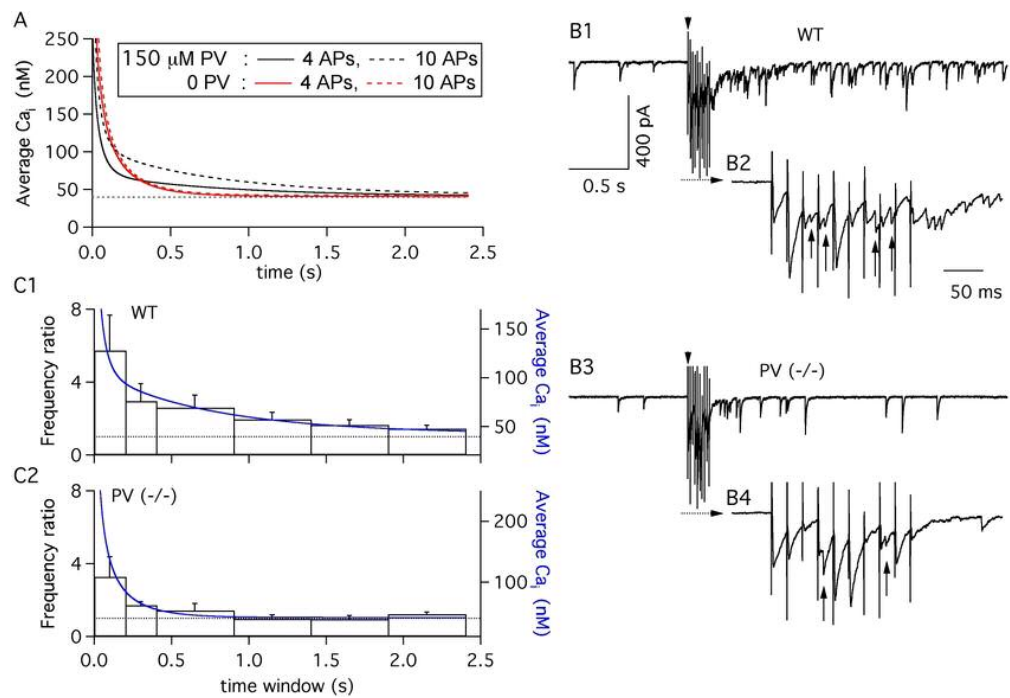 A
250
200
150
100
50
0
Average Ca i (nM)
150 µM PV : 4 APs, 10 APs
0 PV : 4 APs, 10 APs
0.0 0.5 1.0 1.5 2.0 2.5
time (s)
B1
WT
400 pA
0.5 s
B2
50 ms
C1
WT
8
4
0
Frequency ratio
150
100
50
Average Ca i (nM)
B3
PV (-/-)
B4
C2
PV (-/-)
8
4
0
Frequency ratio
200
100
Average Ca i (nM)
0.0 0.5 1.0 1.5 2.0 2.5
time window (s)